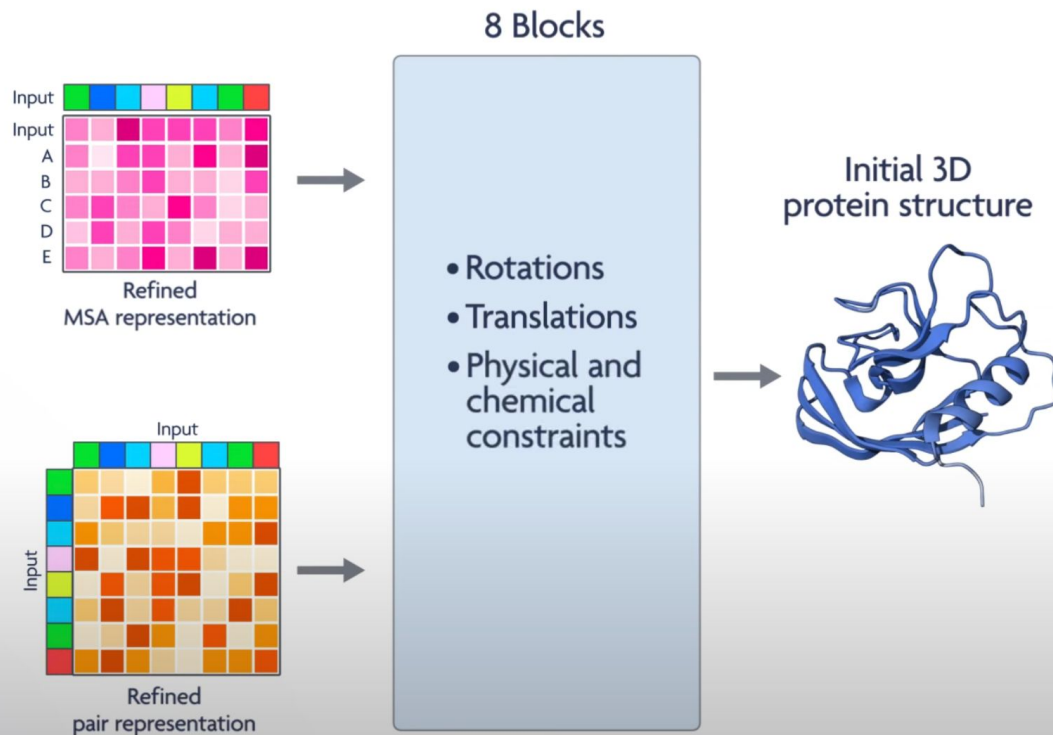 8 Blocks
Input
Input
A
B
C
D
E
Refined
MSA representation
• Rotations
• Translations
• Physical and
chemical
constraints
Initial 3D
protein structure
Input
Input
Refined
pair representation